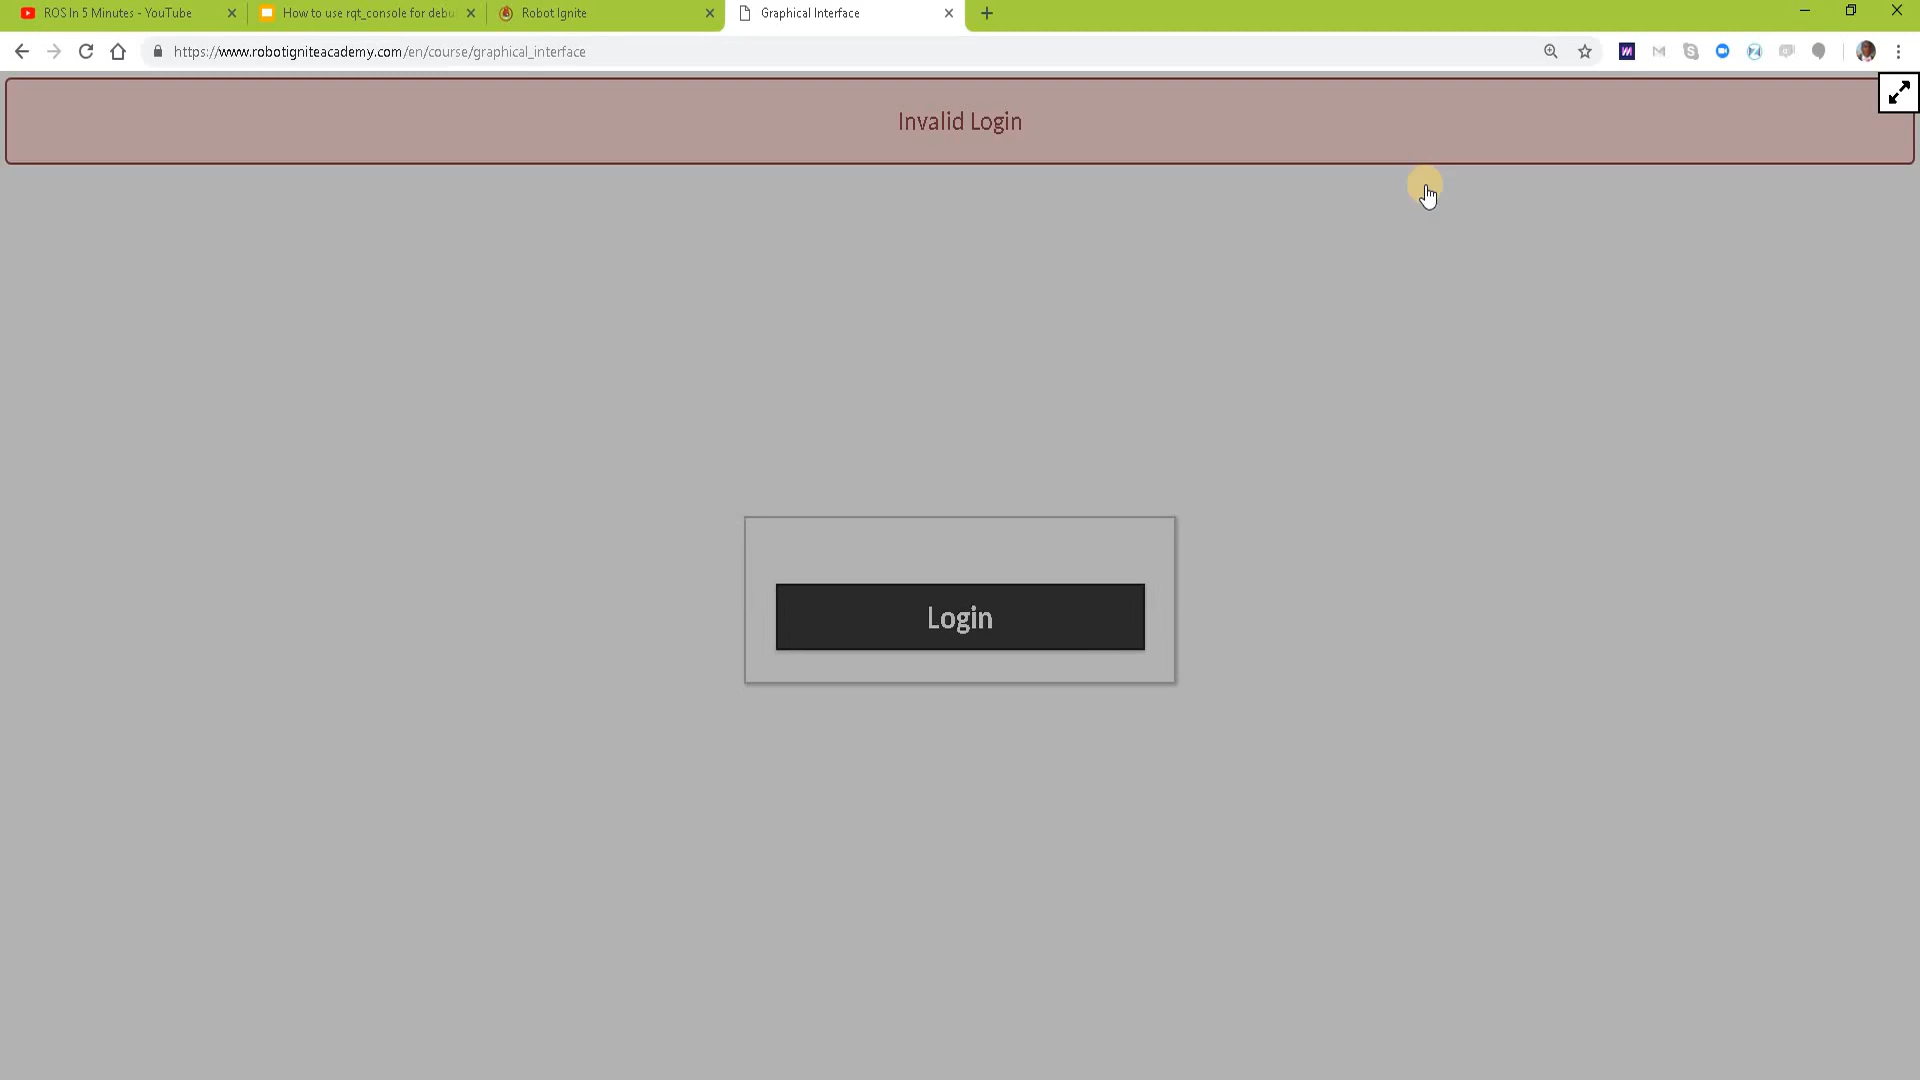 ROS In 5 Minutes - YouTube
How to use rqt_console for debu
Robot Ignite
Graphical Interface
https://www.robotigniteacademy.com/en/course/graphical_interface
Invalid Login
Login